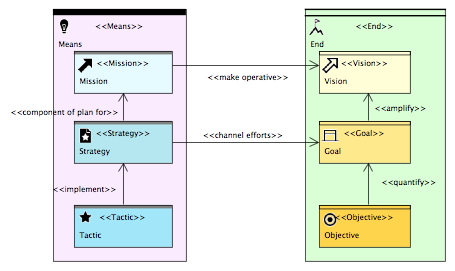 <<Means>>
Means
<<Mission>>
Mission
<<component of plan for>>
<<Strategy>>
Strategy
<<implement>>
<<Tactic>>
Tactic
<<make operative>>
<<channel efforts>>
<<End>>
End
<<Vision>>
Vision
<<amplify>>
<<Goal>>
Goal
<<quantify>>
<<Objective>>
Objective